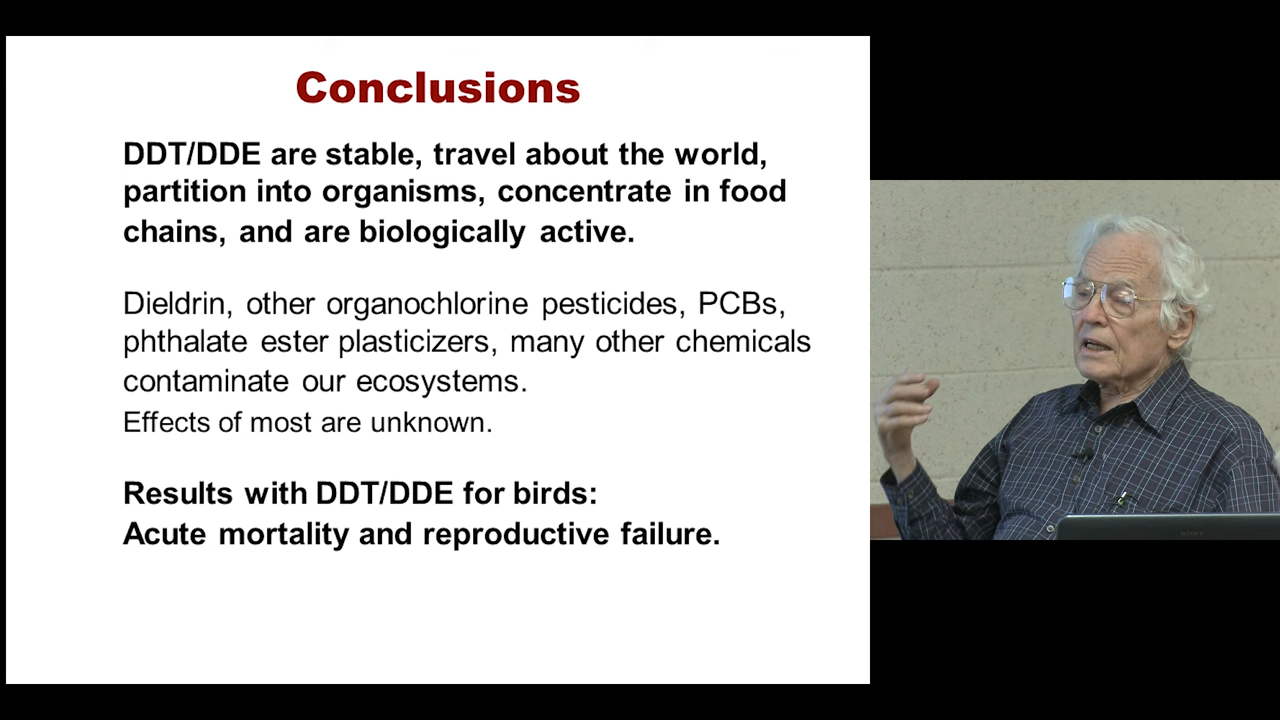 Conclusions
DDT/DDE are stable, travel about the world,
partition into organisms, concentrate in food
chains, and are biologically active.
Dieldrin, other organochlorine pesticides, PCBs,
phthalate ester plasticizers, many other chemicals
contaminate our ecosystems.
Effects of most are unknown.
Results with DDT/DDE for birds:
Acute mortality and reproductive failure.
SONY